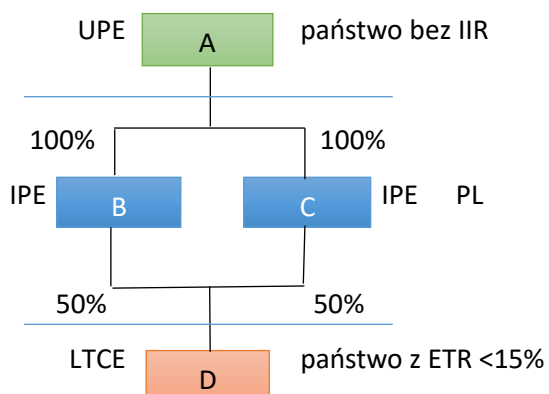 UPE A państwo bez IIR
100% 100%
IPE B C IPE PL
50% 50%
LTCE D państwo z ETR <15%